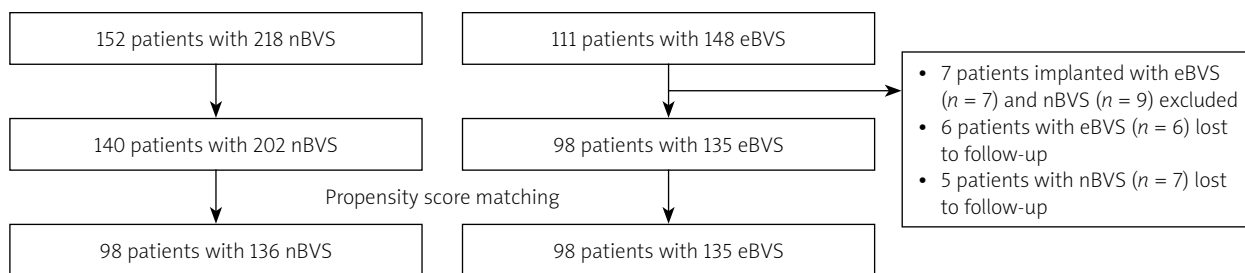 152 patients with 218 nBVS
111 patients with 148 eBVS
• 7 patients implanted with eBVS
(n = 7) and nBVS (n = 9) excluded
• 6 patients with eBVS (n = 6) lost
to follow-up
• 5 patients with nBVS (n = 7) lost
to follow-up
140 patients with 202 nBVS
98 patients with 135 eBVS
Propensity score matching
98 patients with 136 nBVS
98 patients with 135 eBVS